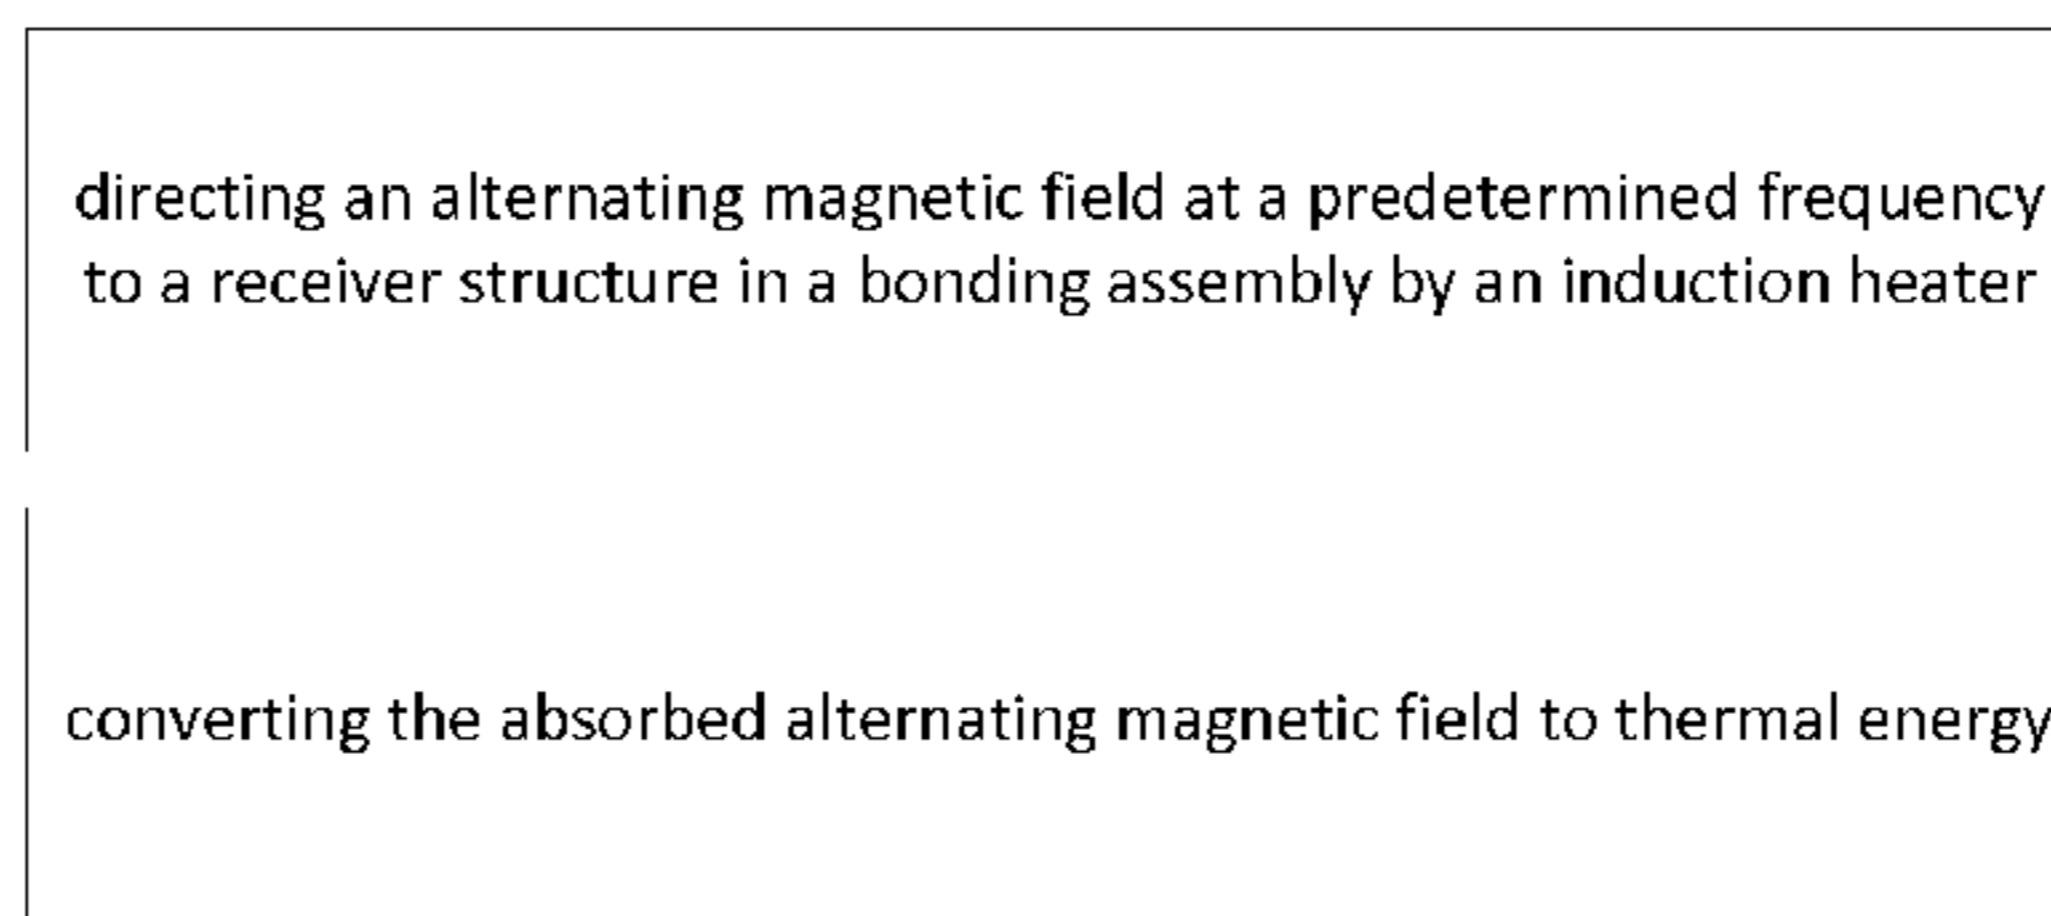 directing an alternating magnetic field at a predetermined frequency
to a receiver structure in a bonding assembly by an induction heater
converting the absorbed alternating magnetic field to thermal energy